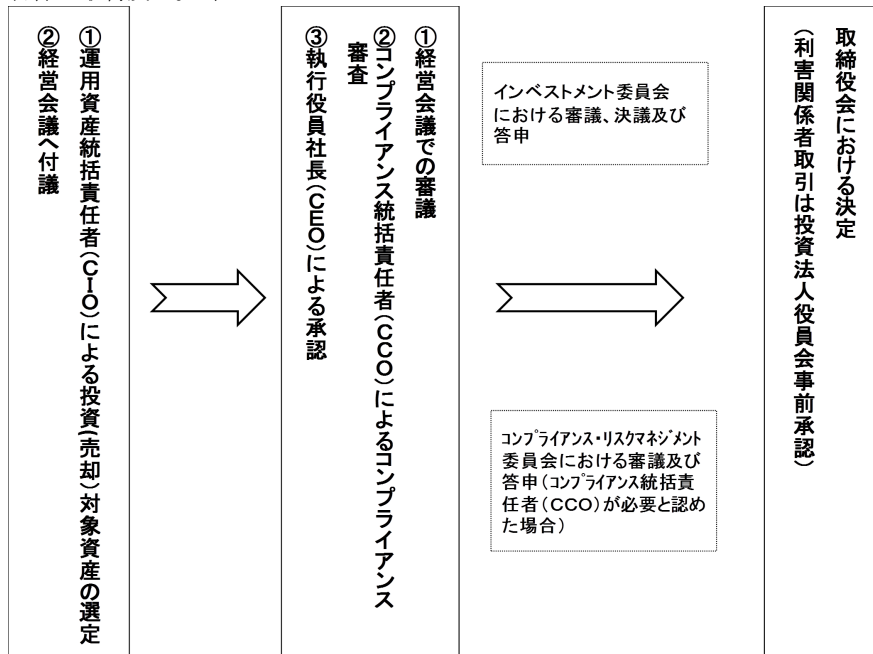 ①運用資産統括責任者(CIO)による投資(売却)対象資産の選定
②経営会議へ付議
①経営会議での審議
②コンプライアンス統括責任者(CCO)によるコンプライアンス
審査
③執行役員社長(CEO)による承認
インベストメント委員会
における審議、決議及び
答申
コンプライアンス・リスクマネジメント
委員会における審議及び
答申(コンプライアンス統括責
任者(CCO)が必要と認め
た場合)
取締役会における決定
(利害関係者取引は投資法人役員会事前承認)